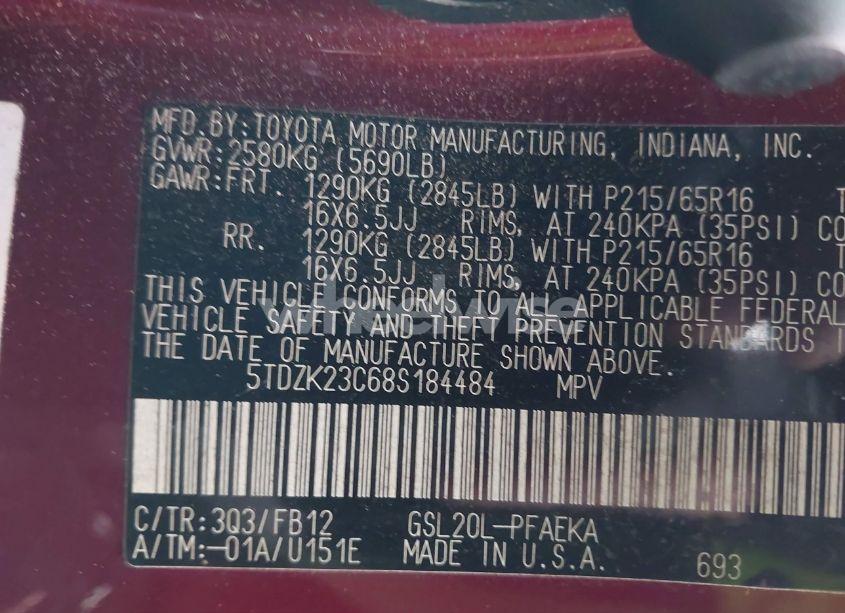 MFD.BY:TOYOTA MOTOR MANUFACTURING, INDIANA, INC.
GVWR:2580KG (5690LB)
GAWR:FRT. 1290KG (2845LB) WITH P215/65R16 T
16X6.5JJ RIMS, AT 240KPA (35PSI) CO
RR. 1290KG (2845LB) WITH P215/65R16 T
16X6.5JJ RIMS, AT 240KPA (35PSI) CO
THIS VEHICLE CONFORMS TO ALL APPLICABLE FEDERAL
VEHICLE SAFETY AND THEFT PREVENTION STANDARDS I
THE DATE OF MANUFACTURE SHOWN ABOVE.
5TDZK23C68S184484 MPV
C/TR:3Q3/FB12 GSL20L-PFAEKA
A/TM:-01A/U151E MADE IN U.S.A. 693
wheelwise